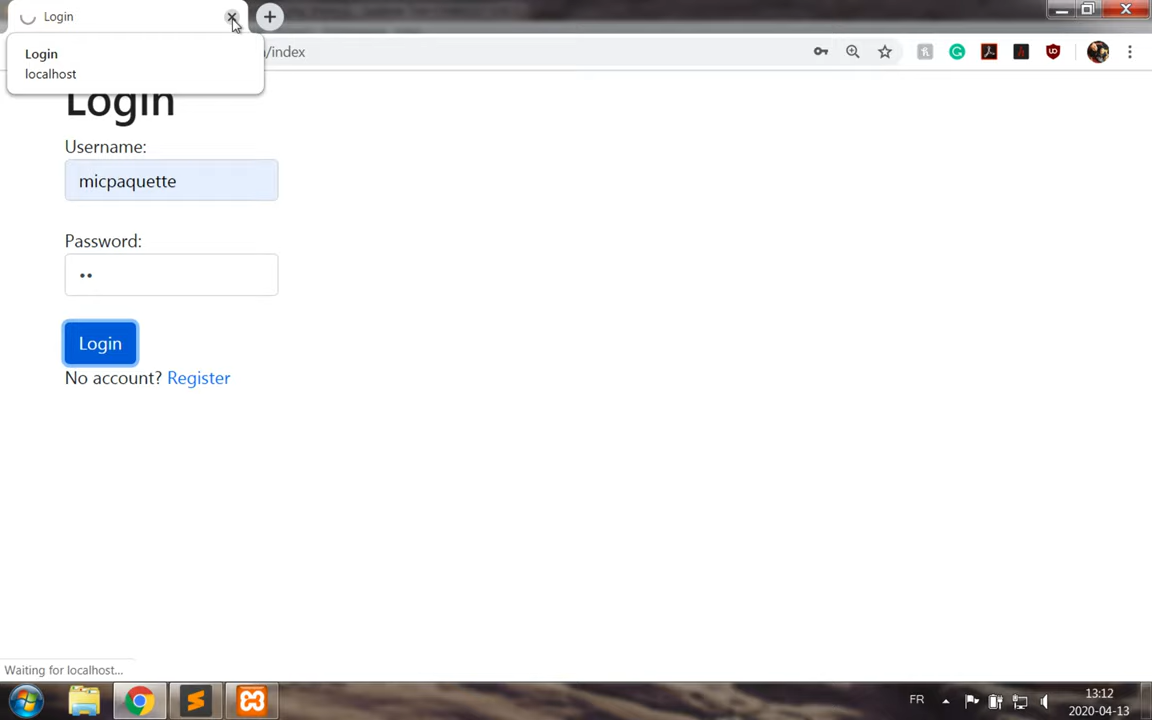 Login
Login
localhost
/index
Login
Username:
micpaquette
Password:
Login
No account? Register
Waiting for localhost...
FR
13:12
2020-04-13